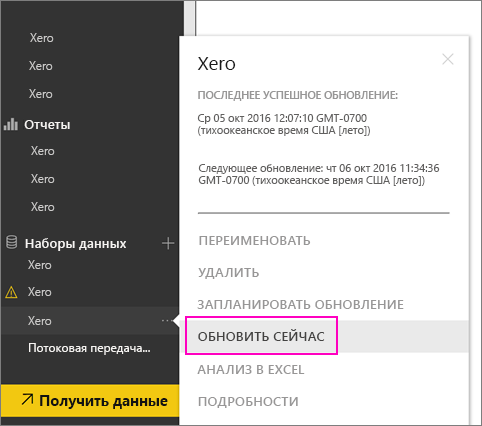 Xero
Xero
Xero
Отчеты
Xero
Xero
Xero
Наборы данных
Xero
Xero
Xero
Потоковая передача...
Получить данные
Xero
ПОСЛЕДНЕЕ УСПЕШНОЕ ОБНОВЛЕНИЕ:
Ср 05 окт 2016 12:07:10 GMT-0700
(тихоокеанское время США [лето])
Следующее обновление: чт 06 окт 2016 11:34:36
GMT-0700 (тихоокеанское время США [лето])
ПЕРЕИМЕНОВАТЬ
УДАЛИТЬ
ЗАПЛАНИРОВАТЬ ОБНОВЛЕНИЕ
ОБНОВИТЬ СЕЙЧАС
АНАЛИЗ В EXCEL
ПОДРОБНОСТИ